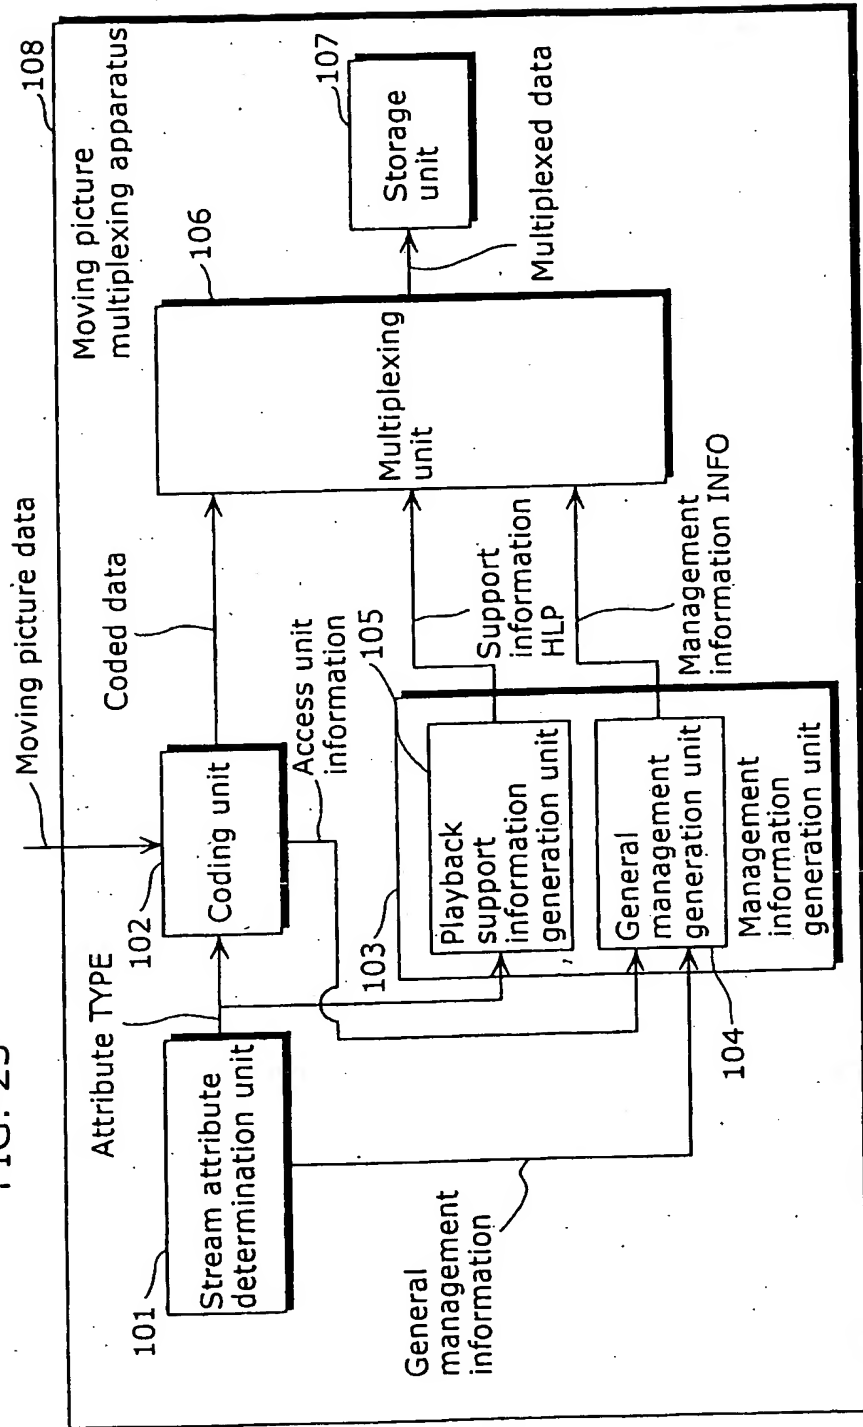 FIG. 25
Moving picture data
108
Moving picture
multiplexing apparatus
Attribute TYPE
Coded data
106
107
101
Stream attribute
determination unit
102
Coding unit
Multiplexing
unit
Storage
unit
Access unit
information
Multiplexed data
103
105
Playback
support
information
generation unit
Support
information
HLP
General
management
information
General
management
generation unit
Management
information INFO
104
Management
information
generation unit